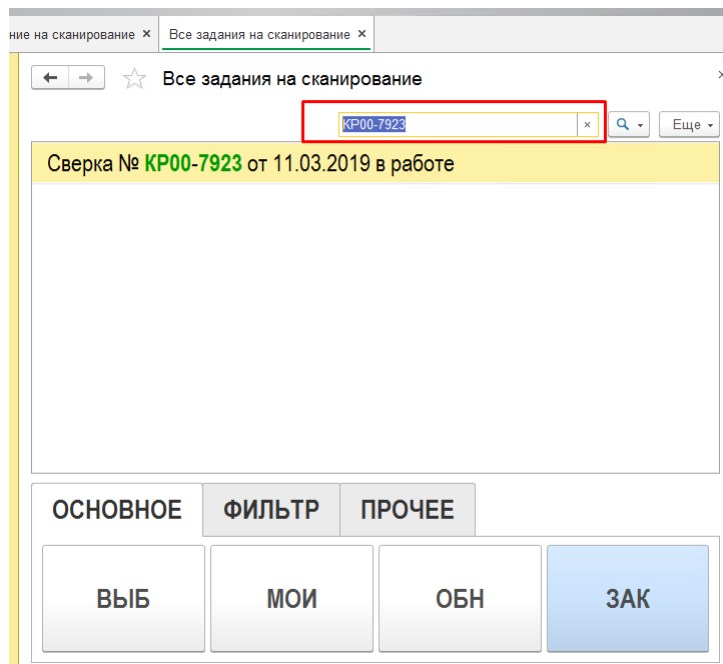 ние на сканирование × Все задания на сканирование ×
Все задания на сканирование ×
КР00-7923 × Еще
Сверка № КР00-7923 от 11.03.2019 в работе
ОСНОВНОЕ ФИЛЬТР ПРОЧЕЕ
ВЫБ МОИ ОБН ЗАК